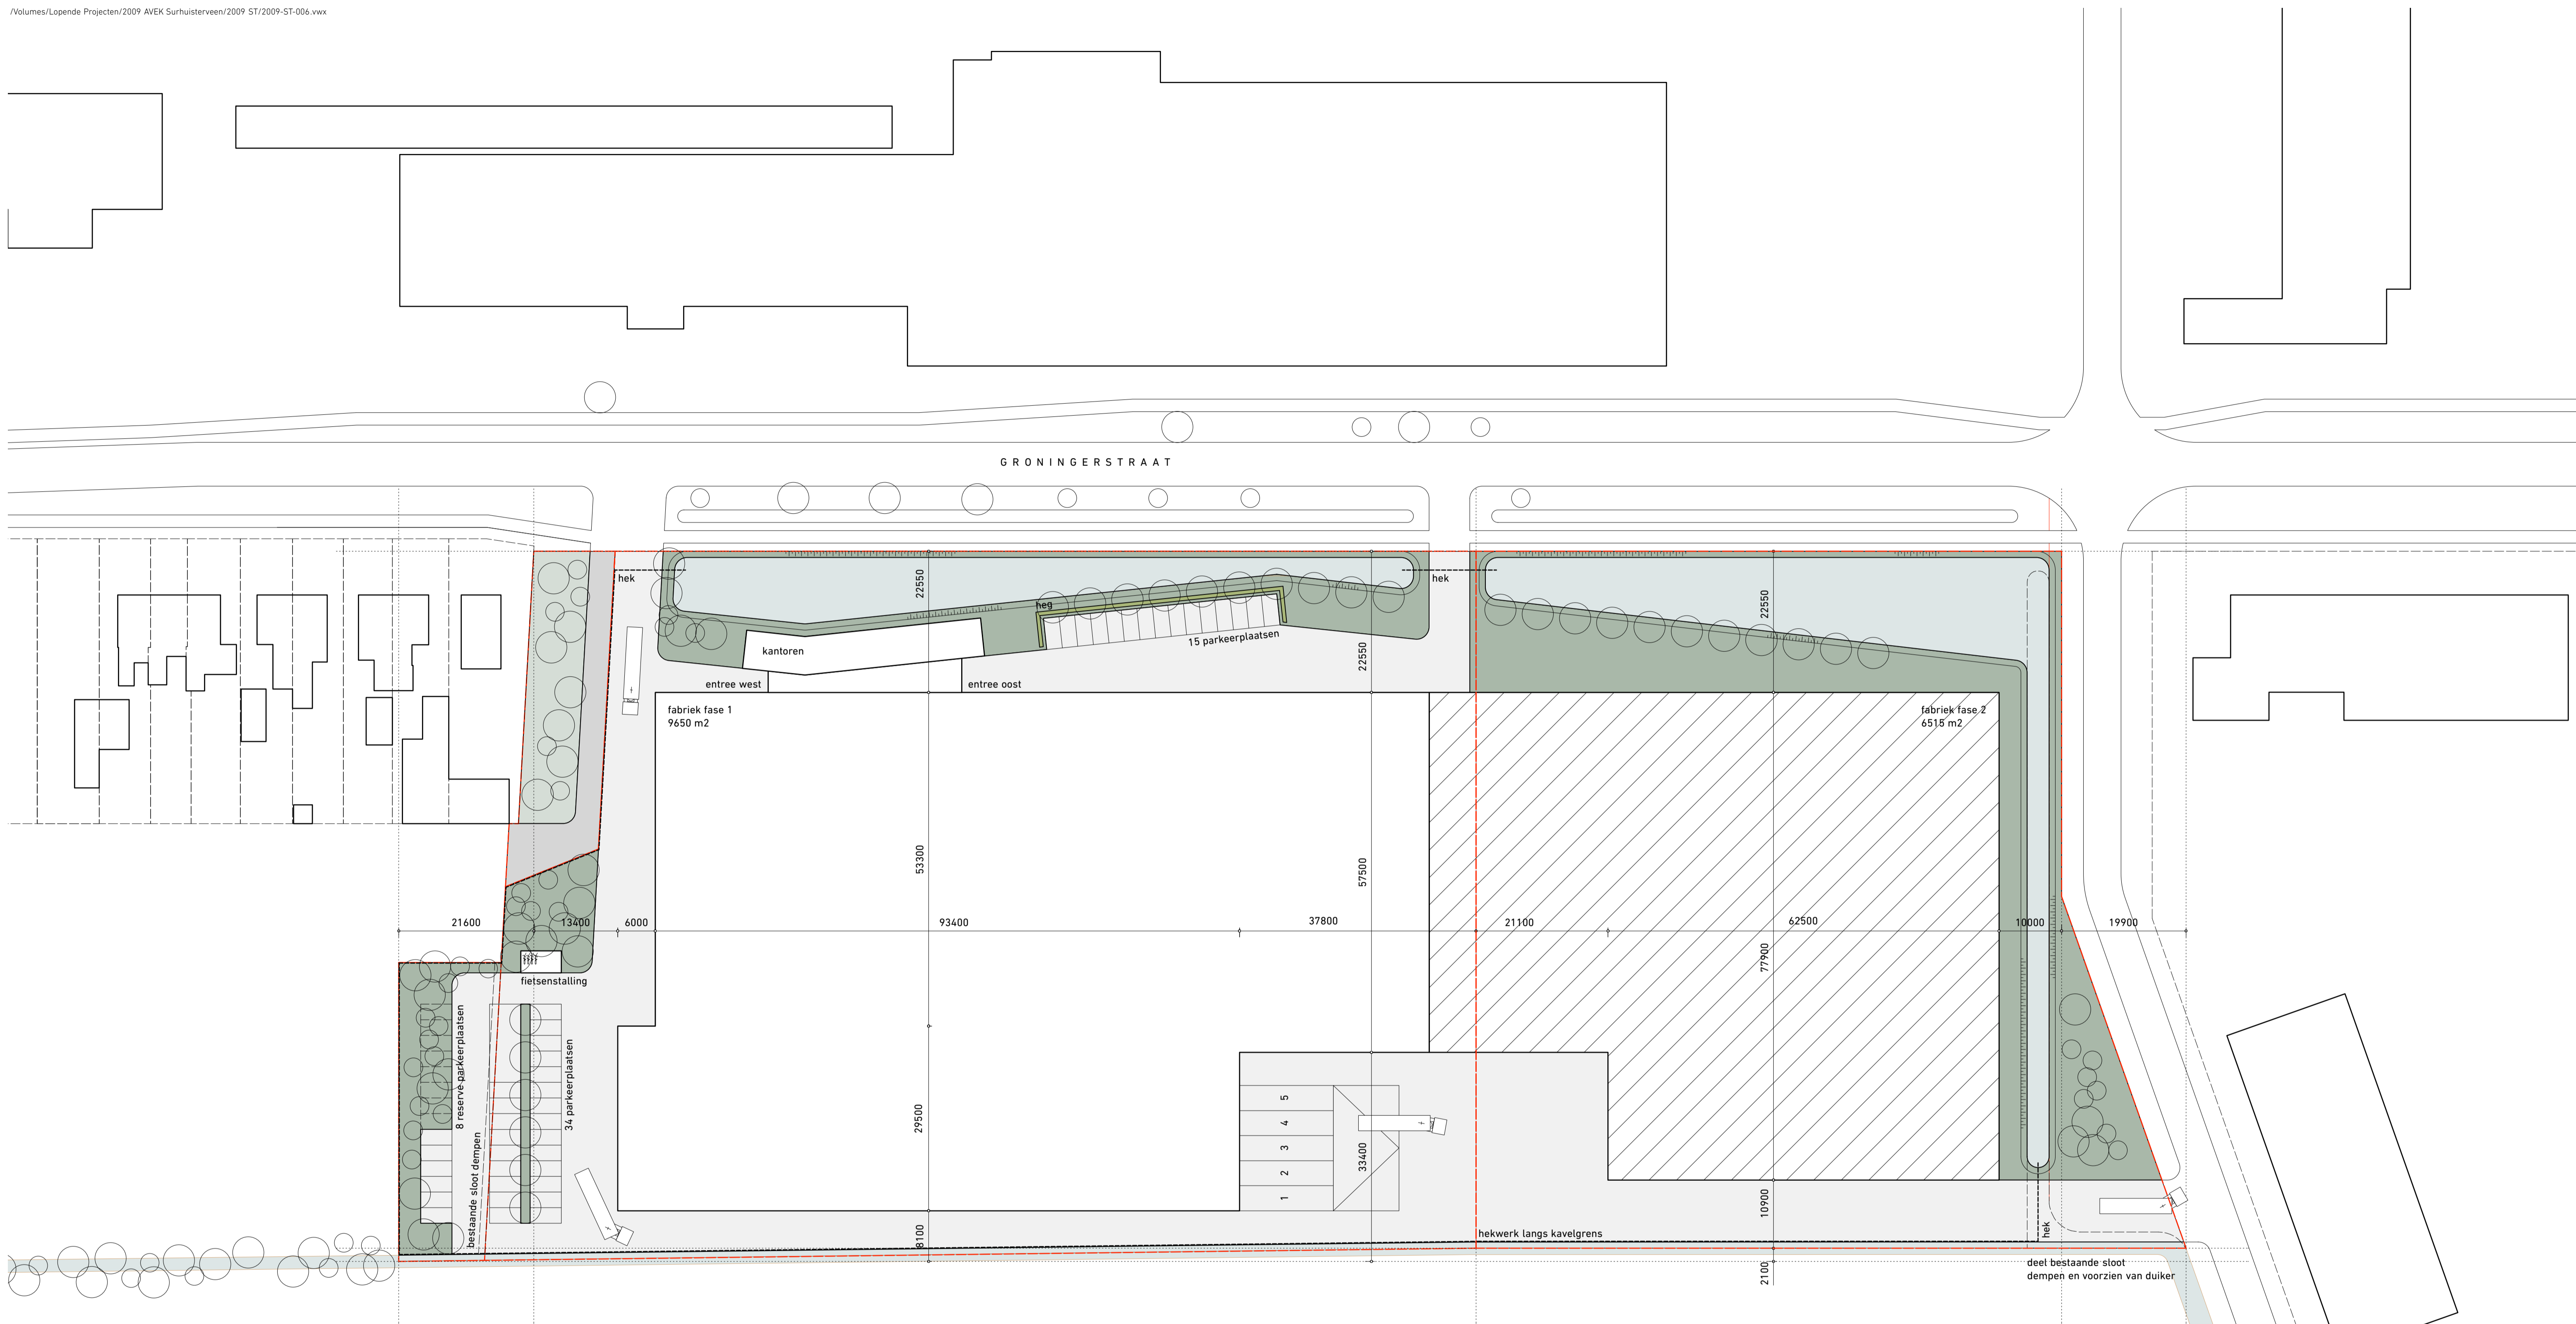 /Volumes/Lopende Projecten/2009 AVEK Surhuisterveen/2009 ST/2009-ST-006.vwx
GRONINGERSTRAAT
hek
22550
heg
hek
22550
kantoren
15 parkeerplaatsen
22550
entree west
entree oost
fabriek fase 1
9650 m2
fabriek fase 2
6515 m2
53300
57500
77900
21600
13400
6000
93400
37800
21100
62500
10000
19900
fietsenstalling
8 reserve parkeerplaatsen
34 parkeerplaatsen
bestaande sloot dempen
29500
5
4
3
2
1
33400
10900
8100
hekwerk langs kavelgrens
hek
2100
deel bestaande sloot
dempen en voorzien van duiker